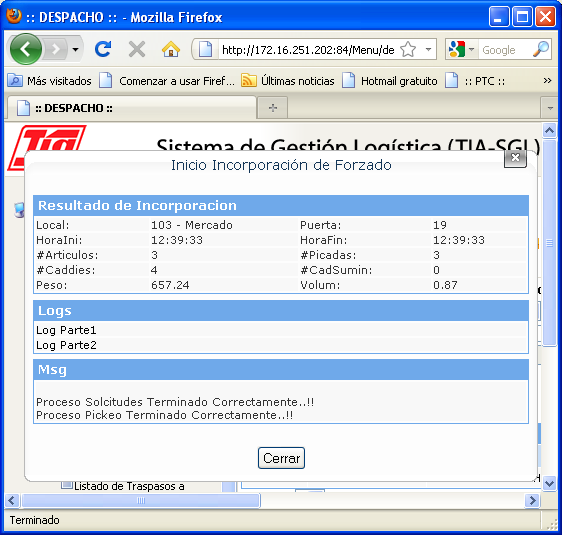 :: DESPACHO :: - Mozilla Firefox
http://172.16.251.202:84/Menu/de
Google
Más visitados Comenzar a usar Firef... Últimas noticias Hotmail gratuito :: PTC :: »
:: DESPACHO ::
Tia Sistema de Gestión Logística (TIA-SGL)
Inicio Incorporación de Forzado
Resultado de Incorporacion
Local: 103 - Mercado Puerta: 19
HoraIni: 12:39:33 HoraFin: 12:39:33
#Articulos: 3 #Picadas: 3
#Caddies: 4 #CadSumin: 0
Peso: 657.24 Volum: 0.87
Logs
Log Parte1
Log Parte2
Msg
Proceso Solcitudes Terminado Correctamente..!!
Proceso Pickeo Terminado Correctamente..!!
Cerrar
Listado de Traspasos a
Terminado